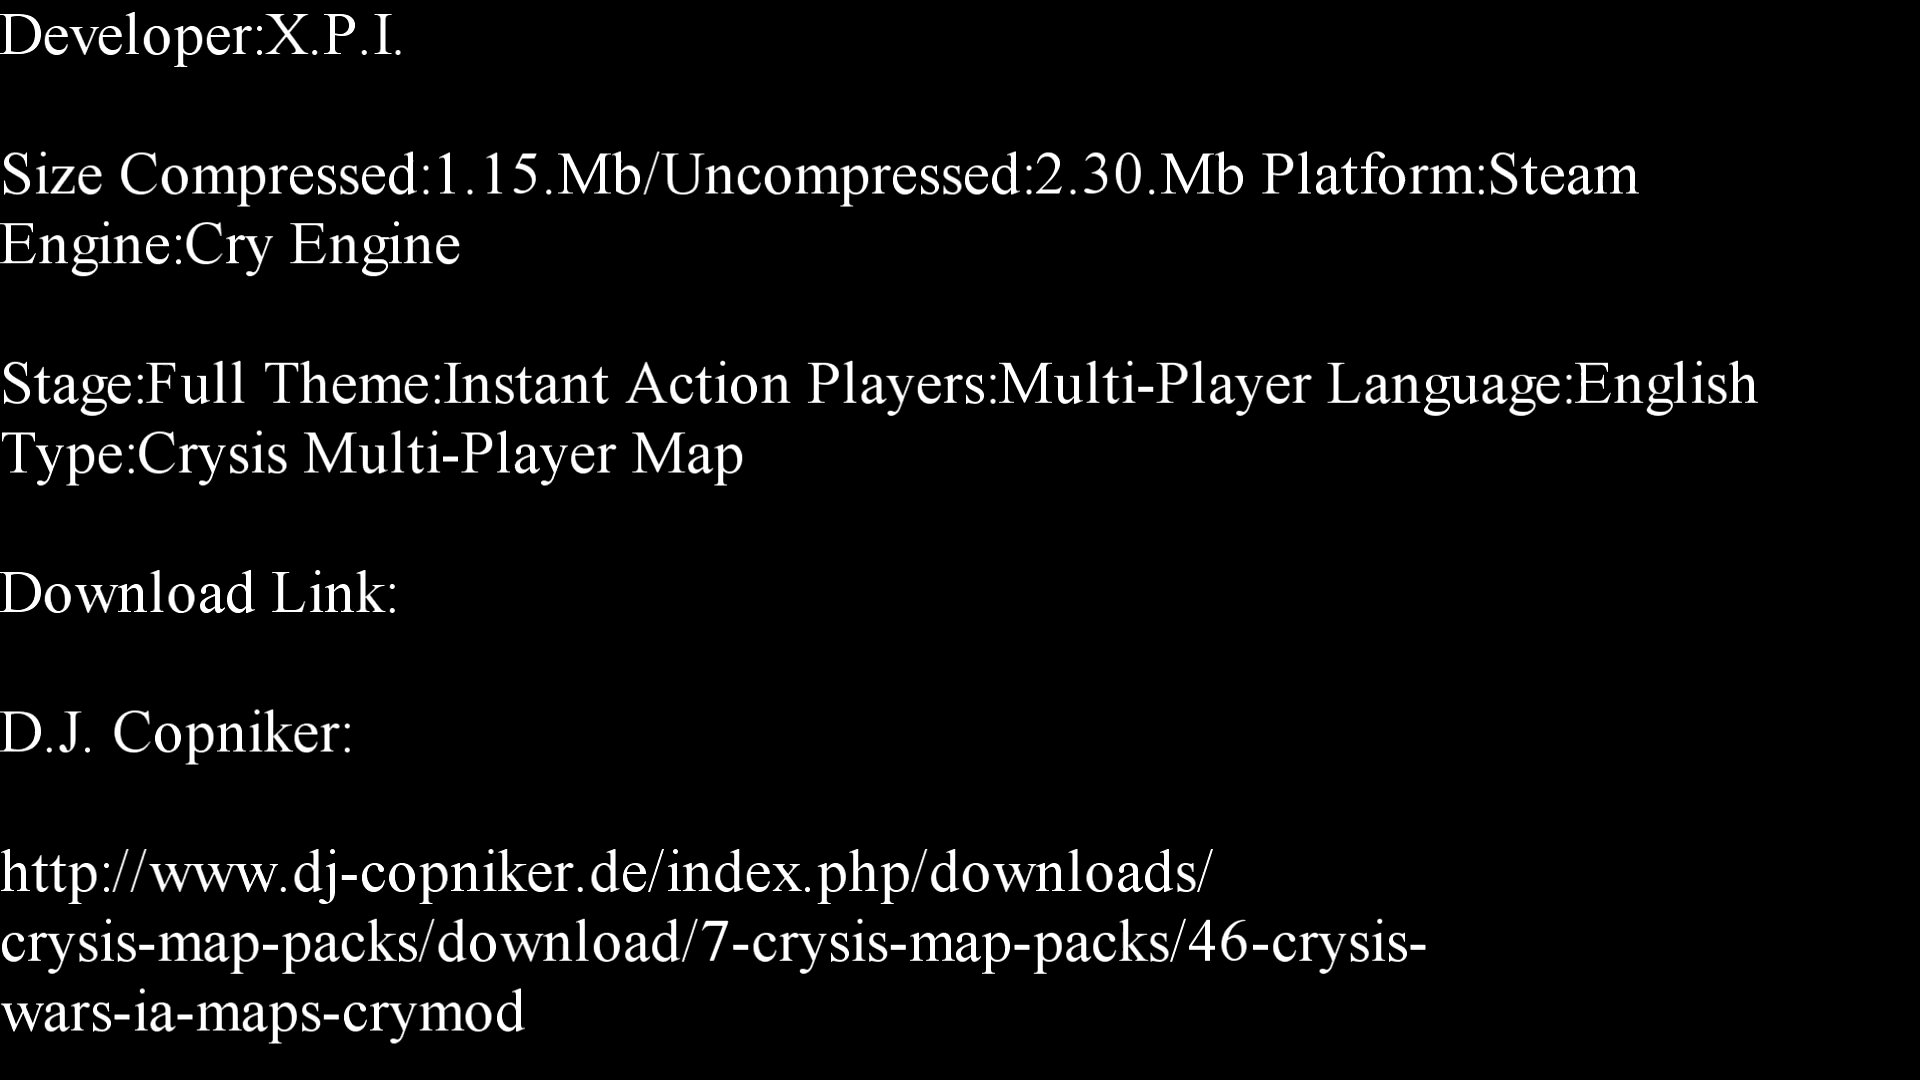 Developer:X.P.I.
Size Compressed:1.15.Mb/Uncompressed:2.30.Mb Platform:Steam
Engine:Cry Engine
Stage:Full Theme:Instant Action Players:Multi-Player Language:English
Type:Crysis Multi-Player Map
Download Link:
D.J. Copniker:
http://www.dj-copniker.de/index.php/downloads/
crysis-map-packs/download/7-crysis-map-packs/46-crysis-
wars-ia-maps-crymod